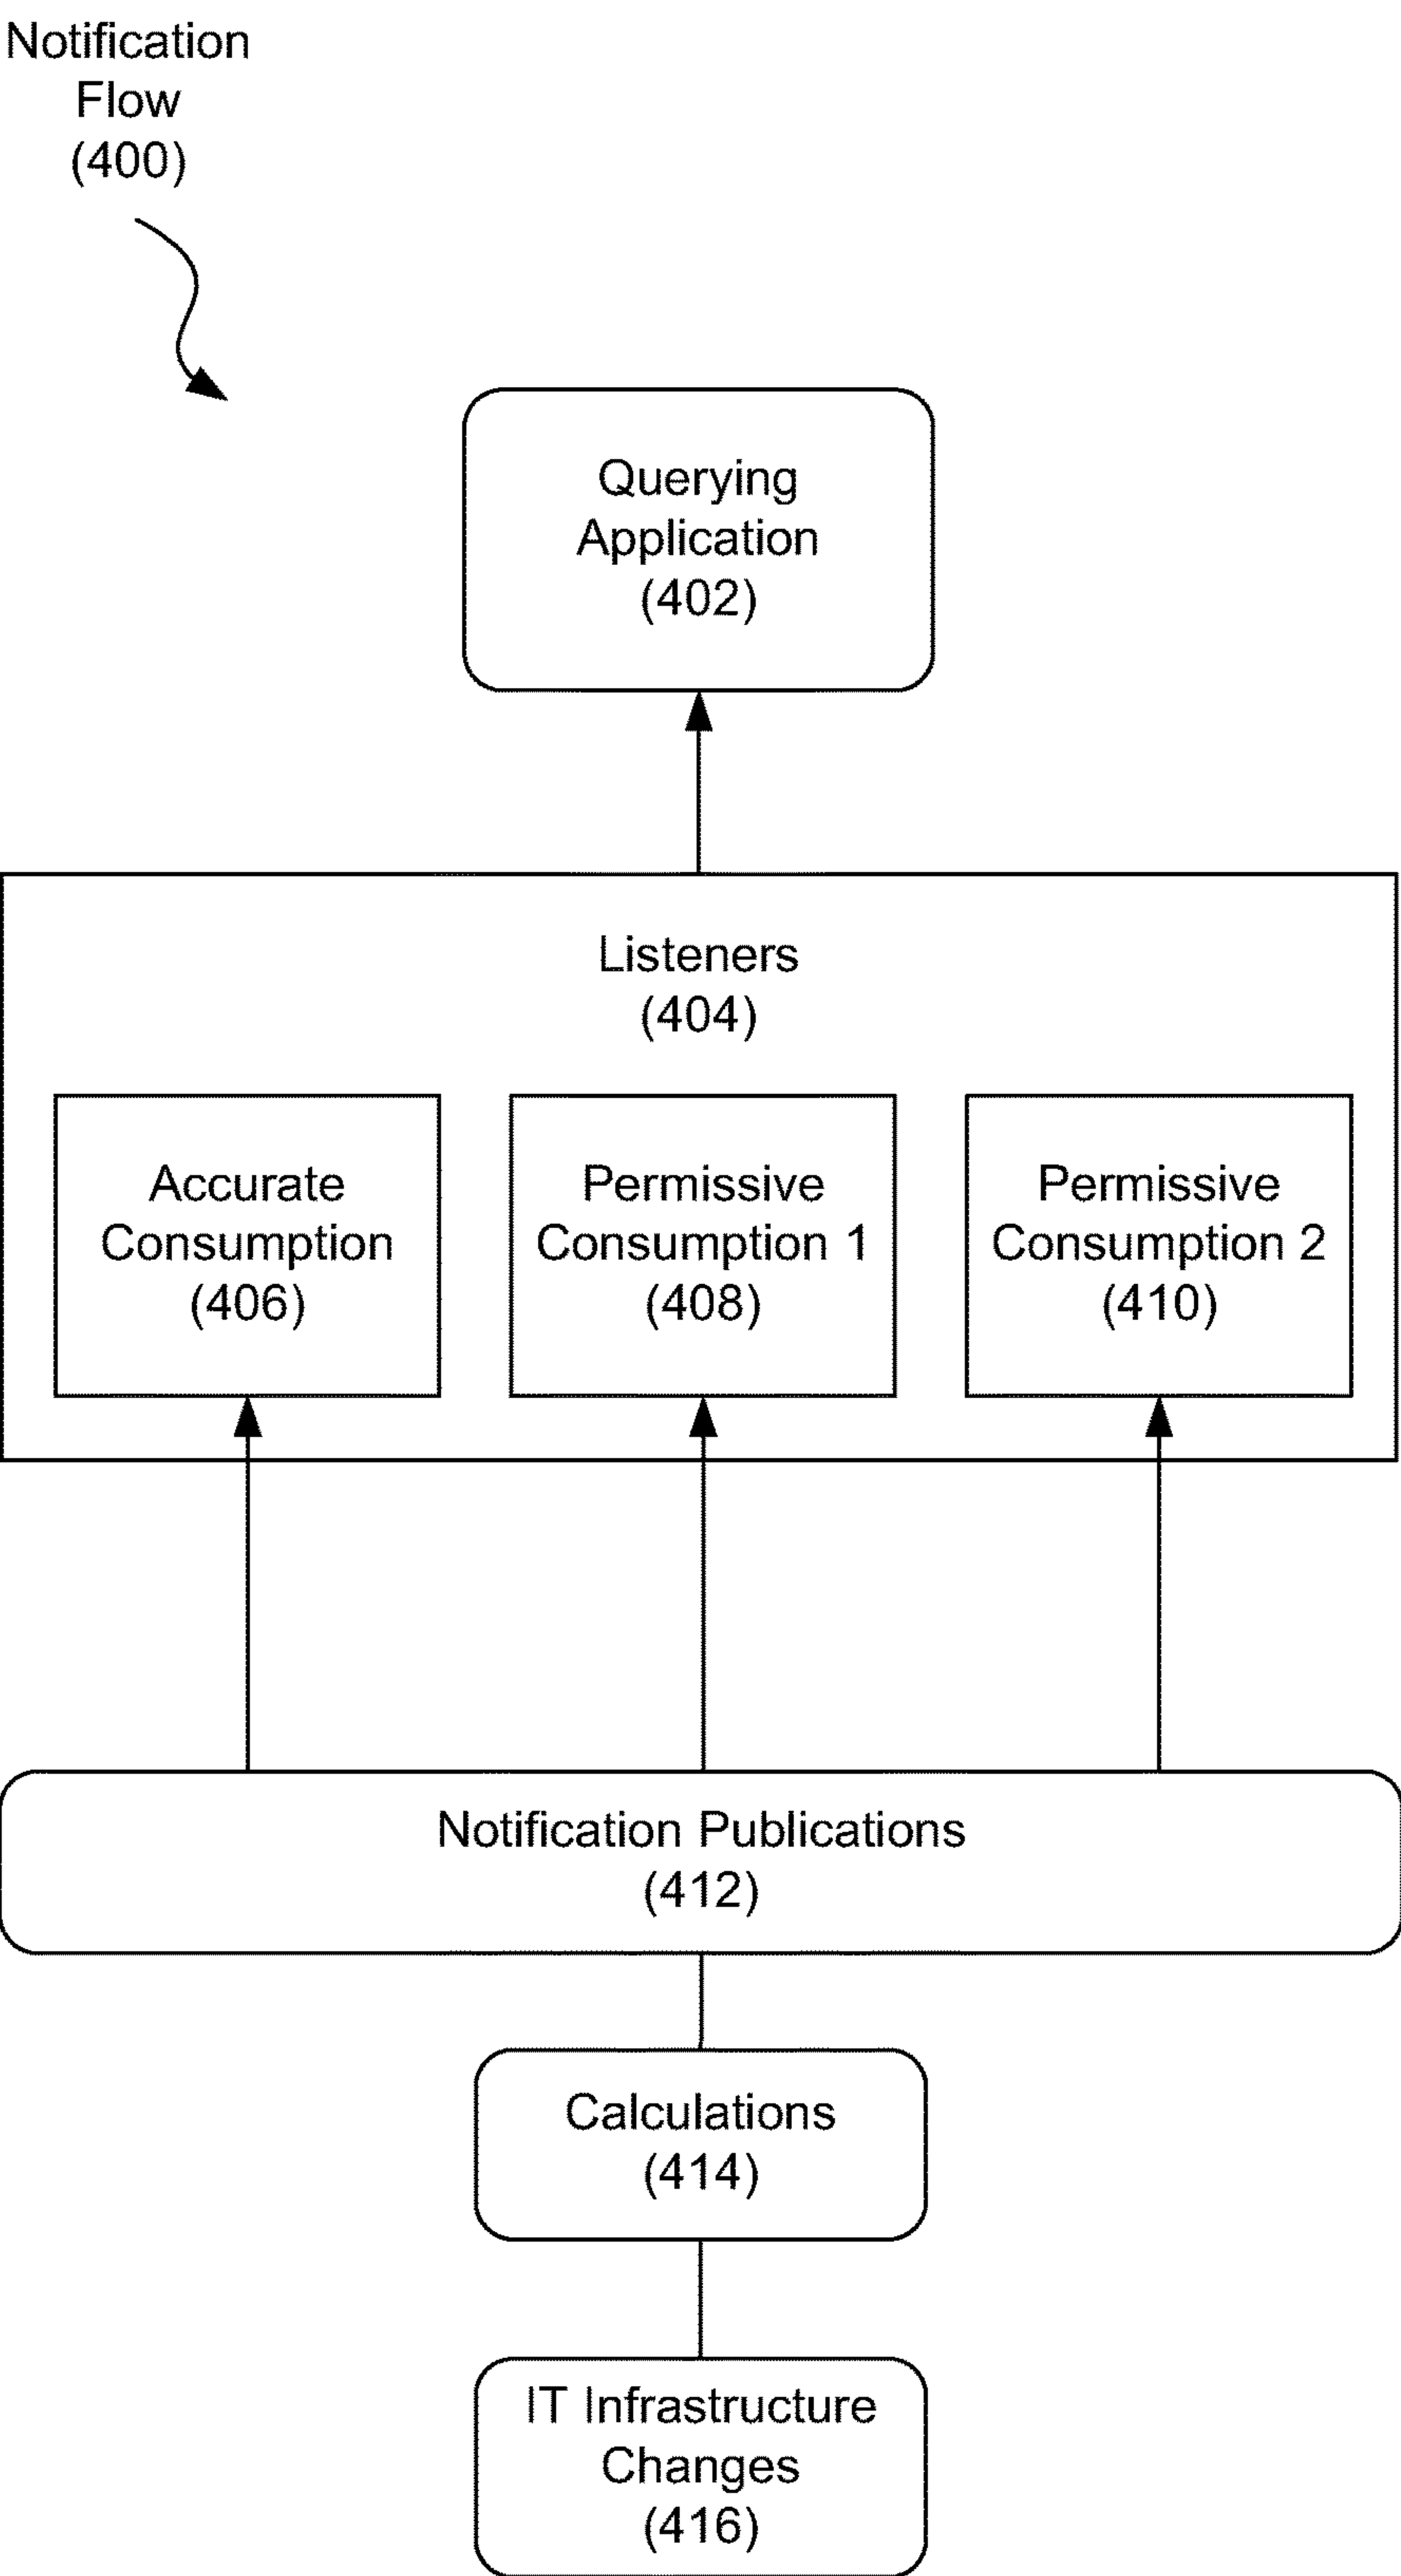 Notification
Flow
(400)
Querying
Application
(402)
Listeners
(404)
Accurate
Consumption
(406)
Permissive
Consumption 1
(408)
Permissive
Consumption 2
(410)
Notification Publications
(412)
Calculations
(414)
IT Infrastructure
Changes
(416)